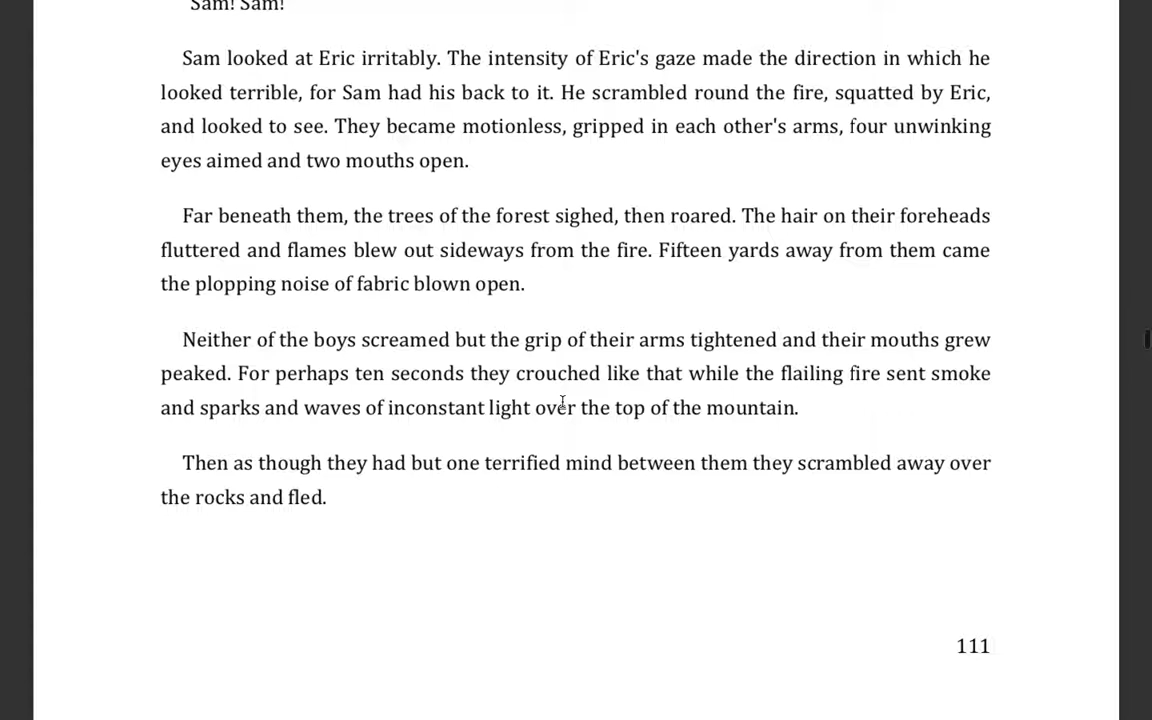 "Sam! Sam!"
Sam looked at Eric irritably. The intensity of Eric's gaze made the direction in which he
looked terrible, for Sam had his back to it. He scrambled round the fire, squatted by Eric,
and looked to see. They became motionless, gripped in each other's arms, four unwinking
eyes aimed and two mouths open.
Far beneath them, the trees of the forest sighed, then roared. The hair on their foreheads
fluttered and flames blew out sideways from the fire. Fifteen yards away from them came
the plopping noise of fabric blown open.
Neither of the boys screamed but the grip of their arms tightened and their mouths grew
peaked. For perhaps ten seconds they crouched like that while the flailing fire sent smoke
and sparks and waves of inconstant light over the top of the mountain.
Then as though they had but one terrified mind between them they scrambled away over
the rocks and fled.
111